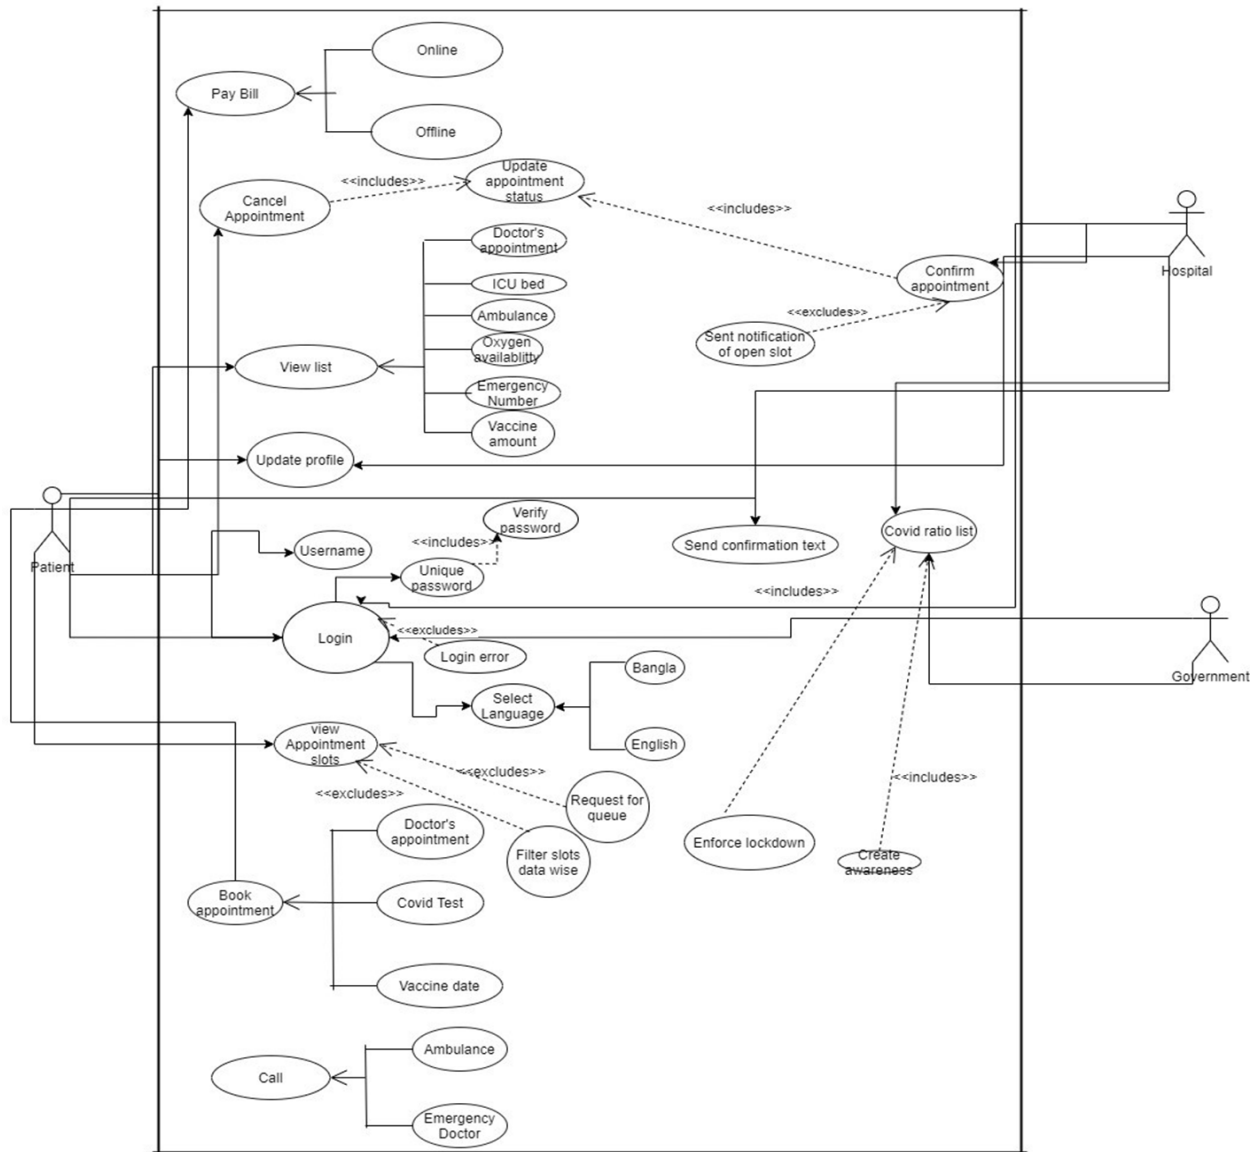 Online
Pay Bill
Offline
Update
appointment
status
<<includes>>
Cancel
Appointment
<<includes>>
Doctor's
appointment
Hospital
Confirm
appointment
ICU bed
Ambulance
<<excludes>>
Sent notification
of open slot
Oxygen
availablitty
View list
Emergency
Number
Vaccine
amount
Update profile
Verify
password
Patient
Username
<<includes>>
Unique
password
Send confirmation text
Covid ratio list
<<includes>>
Login
<<excludes>>
Login error
Bangla
Government
Select
Language
English
view
Appointment
slots
<<excludes>>
<<excludes>>
<<includes>>
Request for
queue
Doctor's
appointment
Filter slots
data wise
Enforce lockdown
Create
awareness
Book
appointment
Covid Test
Vaccine date
Ambulance
Call
Emergency
Doctor